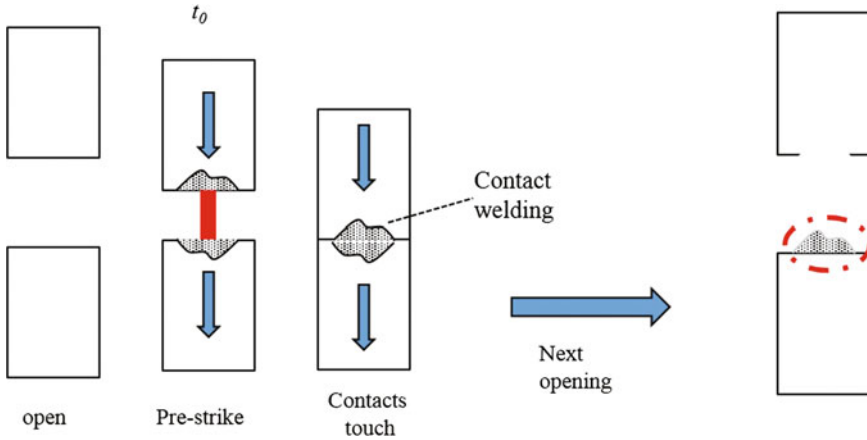 t0
Contact
welding
Next
opening
open
Pre-strike
Contacts
touch